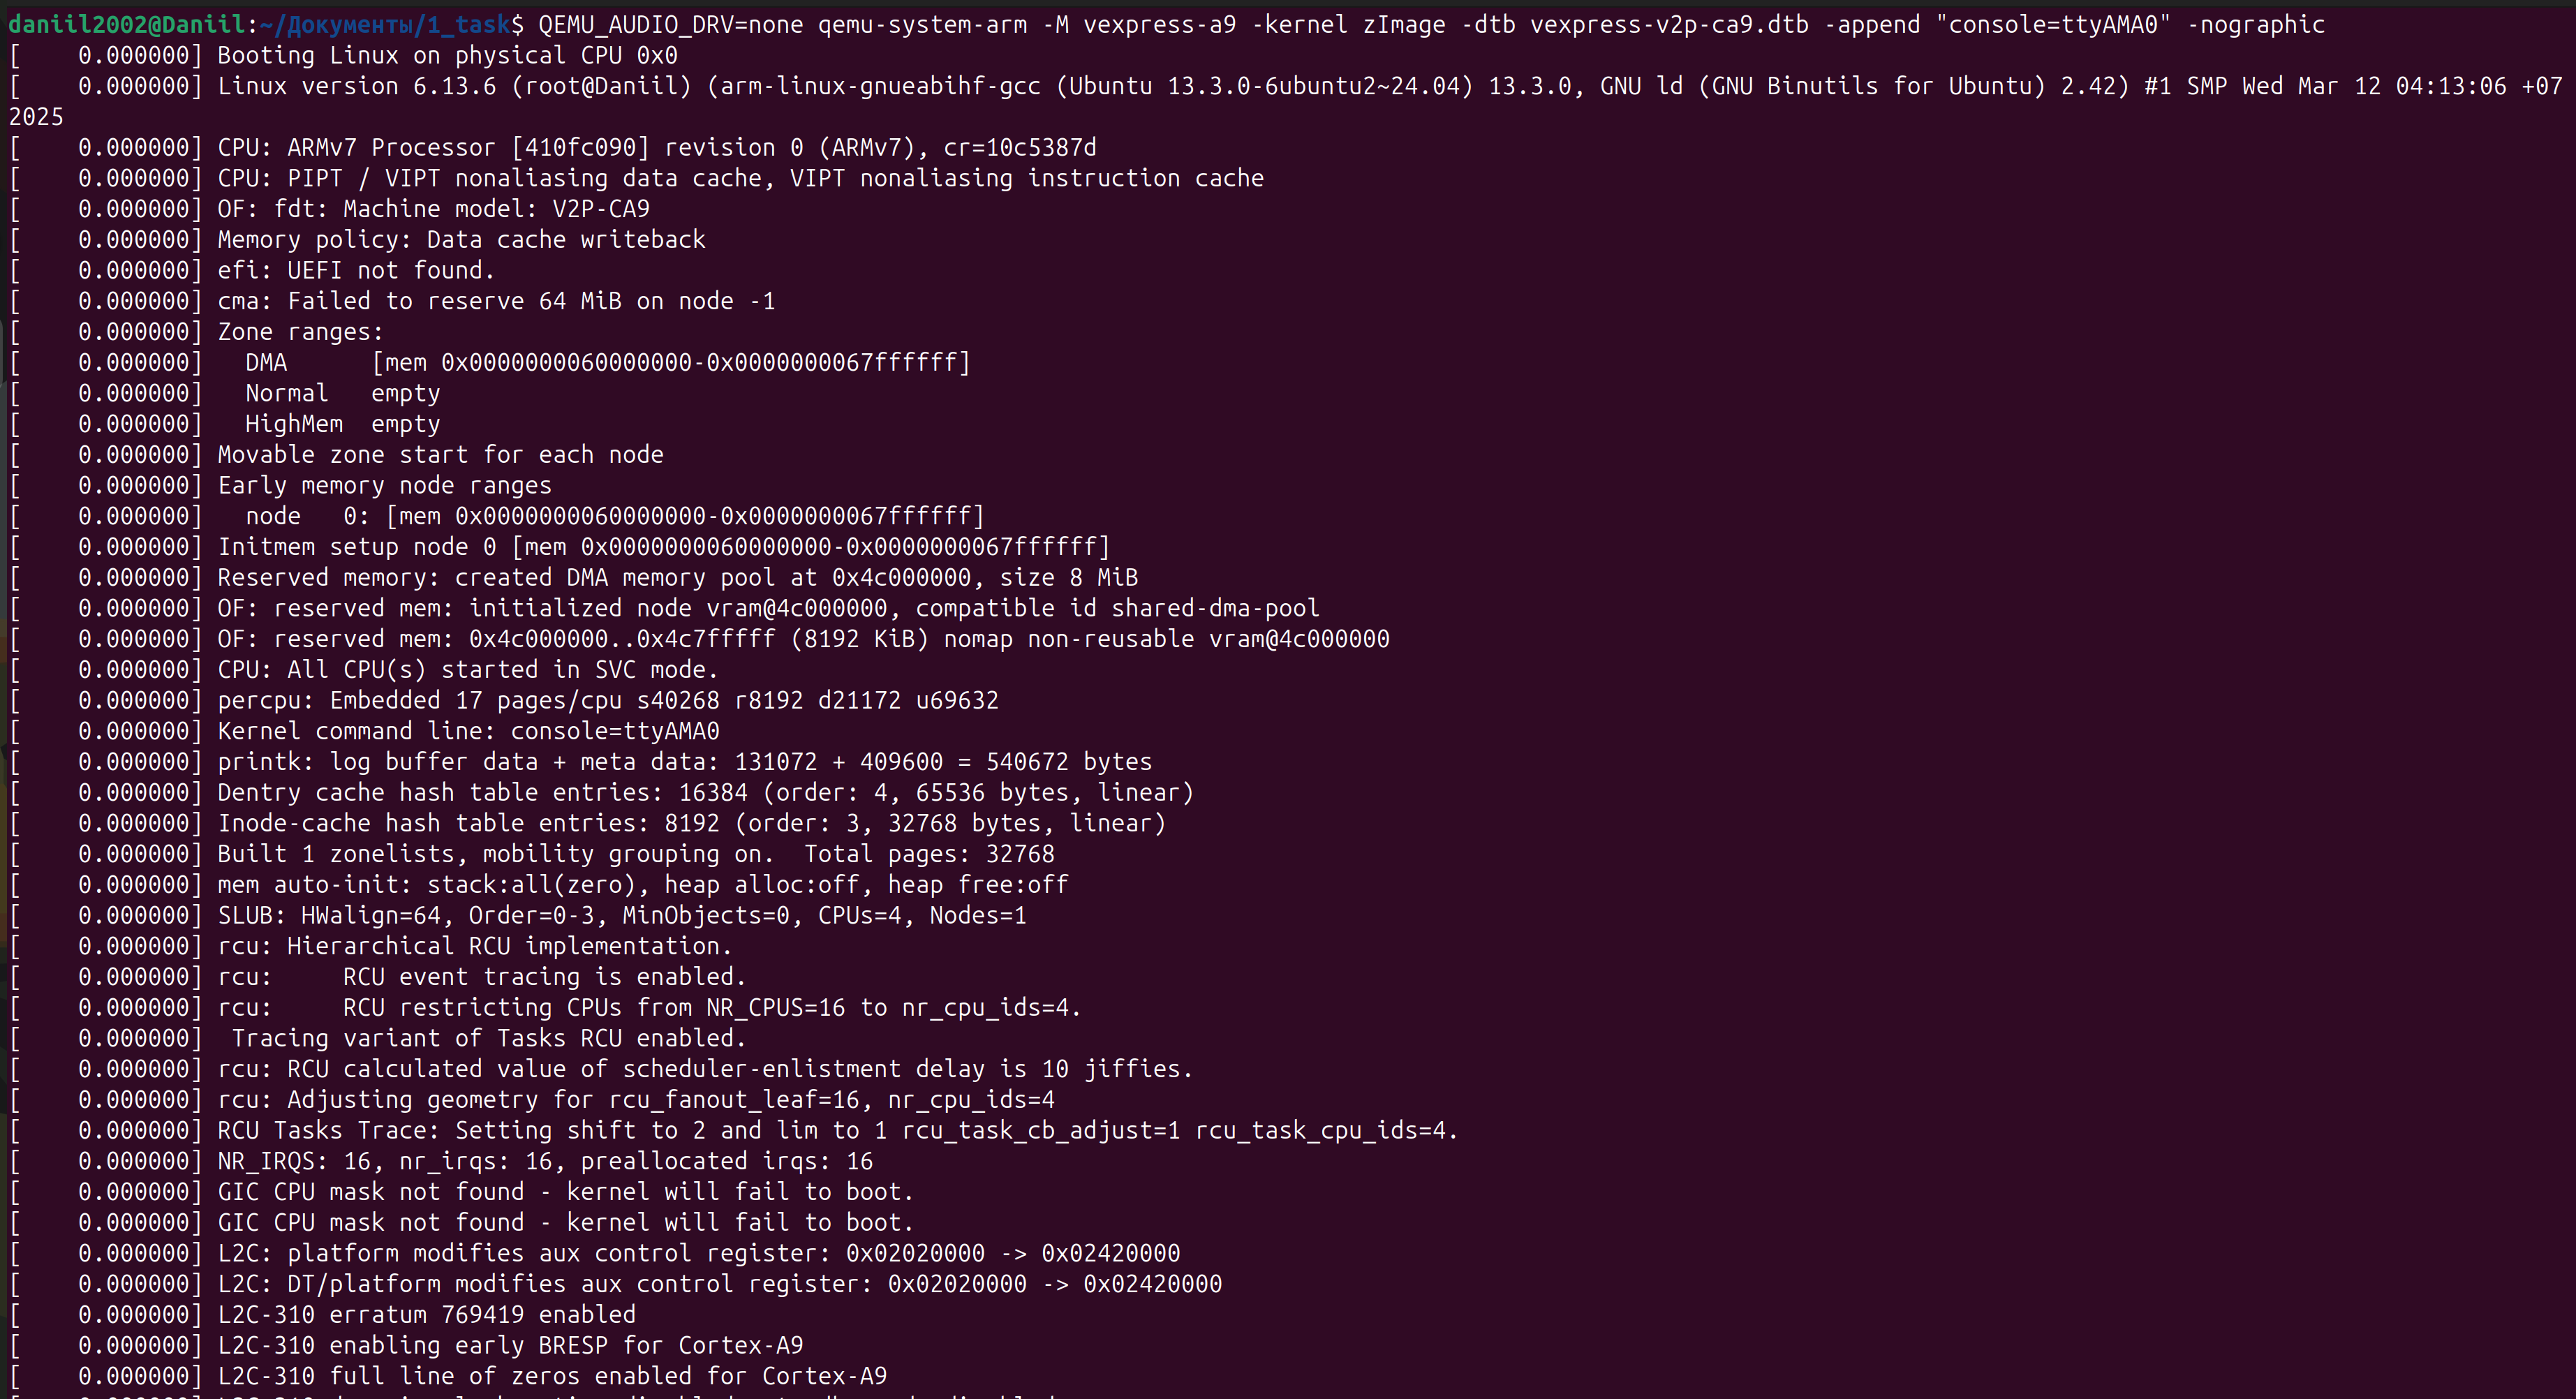 daniil2002@Daniil:~/Документы/1_task$ QEMU_AUDIO_DRV=none qemu-system-arm -M vexpress-a9 -kernel zImage -dtb vexpress-v2p-ca9.dtb -append "console=ttyAMA0" -nographic
[    0.000000] Booting Linux on physical CPU 0x0
[    0.000000] Linux version 6.13.6 (root@Daniil) (arm-linux-gnueabihf-gcc (Ubuntu 13.3.0-6ubuntu2~24.04) 13.3.0, GNU ld (GNU Binutils for Ubuntu) 2.42) #1 SMP Wed Mar 12 04:13:06 +07
2025
[    0.000000] CPU: ARMv7 Processor [410fc090] revision 0 (ARMv7), cr=10c5387d
[    0.000000] CPU: PIPT / VIPT nonaliasing data cache, VIPT nonaliasing instruction cache
[    0.000000] OF: fdt: Machine model: V2P-CA9
[    0.000000] Memory policy: Data cache writeback
[    0.000000] efi: UEFI not found.
[    0.000000] cma: Failed to reserve 64 MiB on node -1
[    0.000000] Zone ranges:
[    0.000000]   DMA      [mem 0x0000000060000000-0x0000000067ffffff]
[    0.000000]   Normal   empty
[    0.000000]   HighMem  empty
[    0.000000] Movable zone start for each node
[    0.000000] Early memory node ranges
[    0.000000]   node   0: [mem 0x0000000060000000-0x0000000067ffffff]
[    0.000000] Initmem setup node 0 [mem 0x0000000060000000-0x0000000067ffffff]
[    0.000000] Reserved memory: created DMA memory pool at 0x4c000000, size 8 MiB
[    0.000000] OF: reserved mem: initialized node vram@4c000000, compatible id shared-dma-pool
[    0.000000] OF: reserved mem: 0x4c000000..0x4c7fffff (8192 KiB) nomap non-reusable vram@4c000000
[    0.000000] CPU: All CPU(s) started in SVC mode.
[    0.000000] percpu: Embedded 17 pages/cpu s40268 r8192 d21172 u69632
[    0.000000] Kernel command line: console=ttyAMA0
[    0.000000] printk: log buffer data + meta data: 131072 + 409600 = 540672 bytes
[    0.000000] Dentry cache hash table entries: 16384 (order: 4, 65536 bytes, linear)
[    0.000000] Inode-cache hash table entries: 8192 (order: 3, 32768 bytes, linear)
[    0.000000] Built 1 zonelists, mobility grouping on.  Total pages: 32768
[    0.000000] mem auto-init: stack:all(zero), heap alloc:off, heap free:off
[    0.000000] SLUB: HWalign=64, Order=0-3, MinObjects=0, CPUs=4, Nodes=1
[    0.000000] rcu: Hierarchical RCU implementation.
[    0.000000] rcu:     RCU event tracing is enabled.
[    0.000000] rcu:     RCU restricting CPUs from NR_CPUS=16 to nr_cpu_ids=4.
[    0.000000]  Tracing variant of Tasks RCU enabled.
[    0.000000] rcu: RCU calculated value of scheduler-enlistment delay is 10 jiffies.
[    0.000000] rcu: Adjusting geometry for rcu_fanout_leaf=16, nr_cpu_ids=4
[    0.000000] RCU Tasks Trace: Setting shift to 2 and lim to 1 rcu_task_cb_adjust=1 rcu_task_cpu_ids=4.
[    0.000000] NR_IRQS: 16, nr_irqs: 16, preallocated irqs: 16
[    0.000000] GIC CPU mask not found - kernel will fail to boot.
[    0.000000] GIC CPU mask not found - kernel will fail to boot.
[    0.000000] L2C: platform modifies aux control register: 0x02020000 -> 0x02420000
[    0.000000] L2C: DT/platform modifies aux control register: 0x02020000 -> 0x02420000
[    0.000000] L2C-310 erratum 769419 enabled
[    0.000000] L2C-310 enabling early BRESP for Cortex-A9
[    0.000000] L2C-310 full line of zeros enabled for Cortex-A9